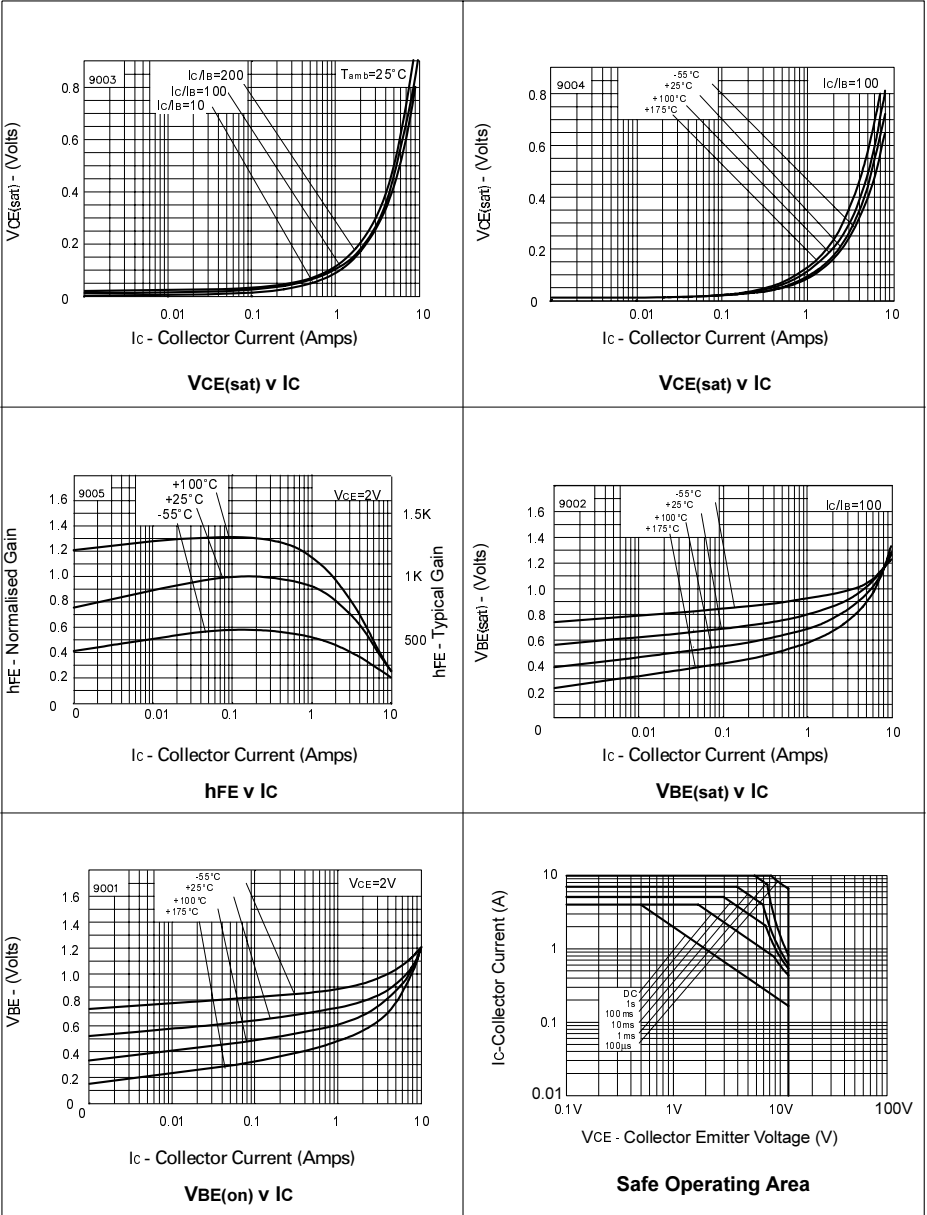 9003
IC/IB=200
IC/IB=100
IC/IB=10
Tamb=25°C
0.8
0.6
0.4
0.2
0
0.01
0.1
1
10
VCE(sat) - (Volts)
IC - Collector Current (Amps)
VCE(sat) v IC
9004
-55°C
+25°C
+100°C
+175°C
IC/IB=100
0.8
0.6
0.4
0.2
0
0.01
0.1
1
10
VCE(sat) - (Volts)
IC - Collector Current (Amps)
VCE(sat) v IC
9005
+100°C
+25°C
-55°C
VCE=2V
1.6
1.4
1.2
1.0
0.8
0.6
0.4
0.2
0
1.5K
1K
500
0
0.01
0.1
1
10
hFE - Normalised Gain
hFE - Typical Gain
IC - Collector Current (Amps)
hFE v IC
9002
-55°C
+25°C
+100°C
+175°C
IC/IB=100
1.6
1.4
1.2
1.0
0.8
0.6
0.4
0.2
0
0.01
0.1
1
10
VBE(sat) - (Volts)
IC - Collector Current (Amps)
VBE(sat) v IC
9001
-55°C
+25°C
+100°C
+175°C
VCE=2V
1.6
1.4
1.2
1.0
0.8
0.6
0.4
0.2
0
0
0.01
0.1
1
10
VBE - (Volts)
IC - Collector Current (Amps)
VBE(on) v IC
10
1
0.1
0.01
DC
1s
100ms
10ms
1ms
100µs
0.1V
1V
10V
100V
IC-Collector Current (A)
VCE - Collector Emitter Voltage (V)
Safe Operating Area